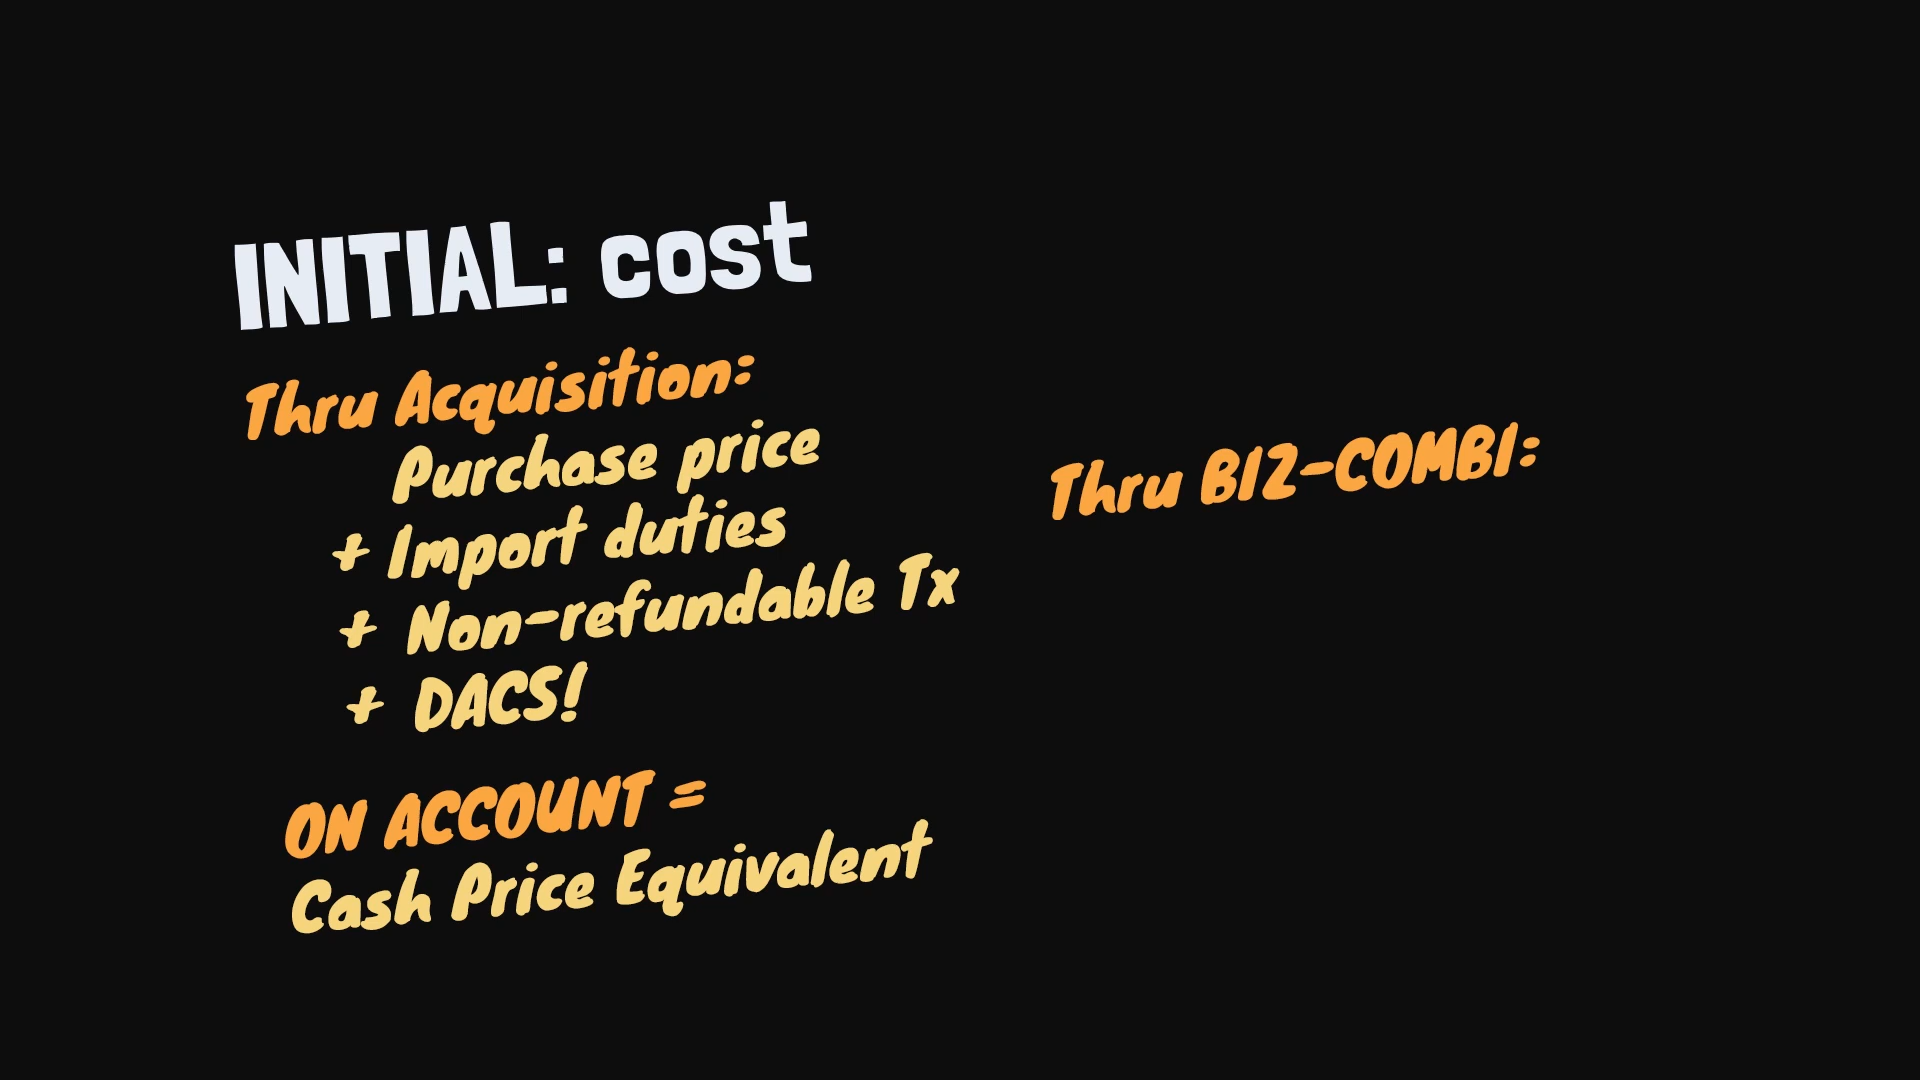 INITIAL: cost
Thru Acquisition:
Purchase price
+ Import duties
+ Non-refundable Tx
+ DACS!
ON ACCOUNT =
Cash Price Equivalent
Thru BIZ-COMBI: